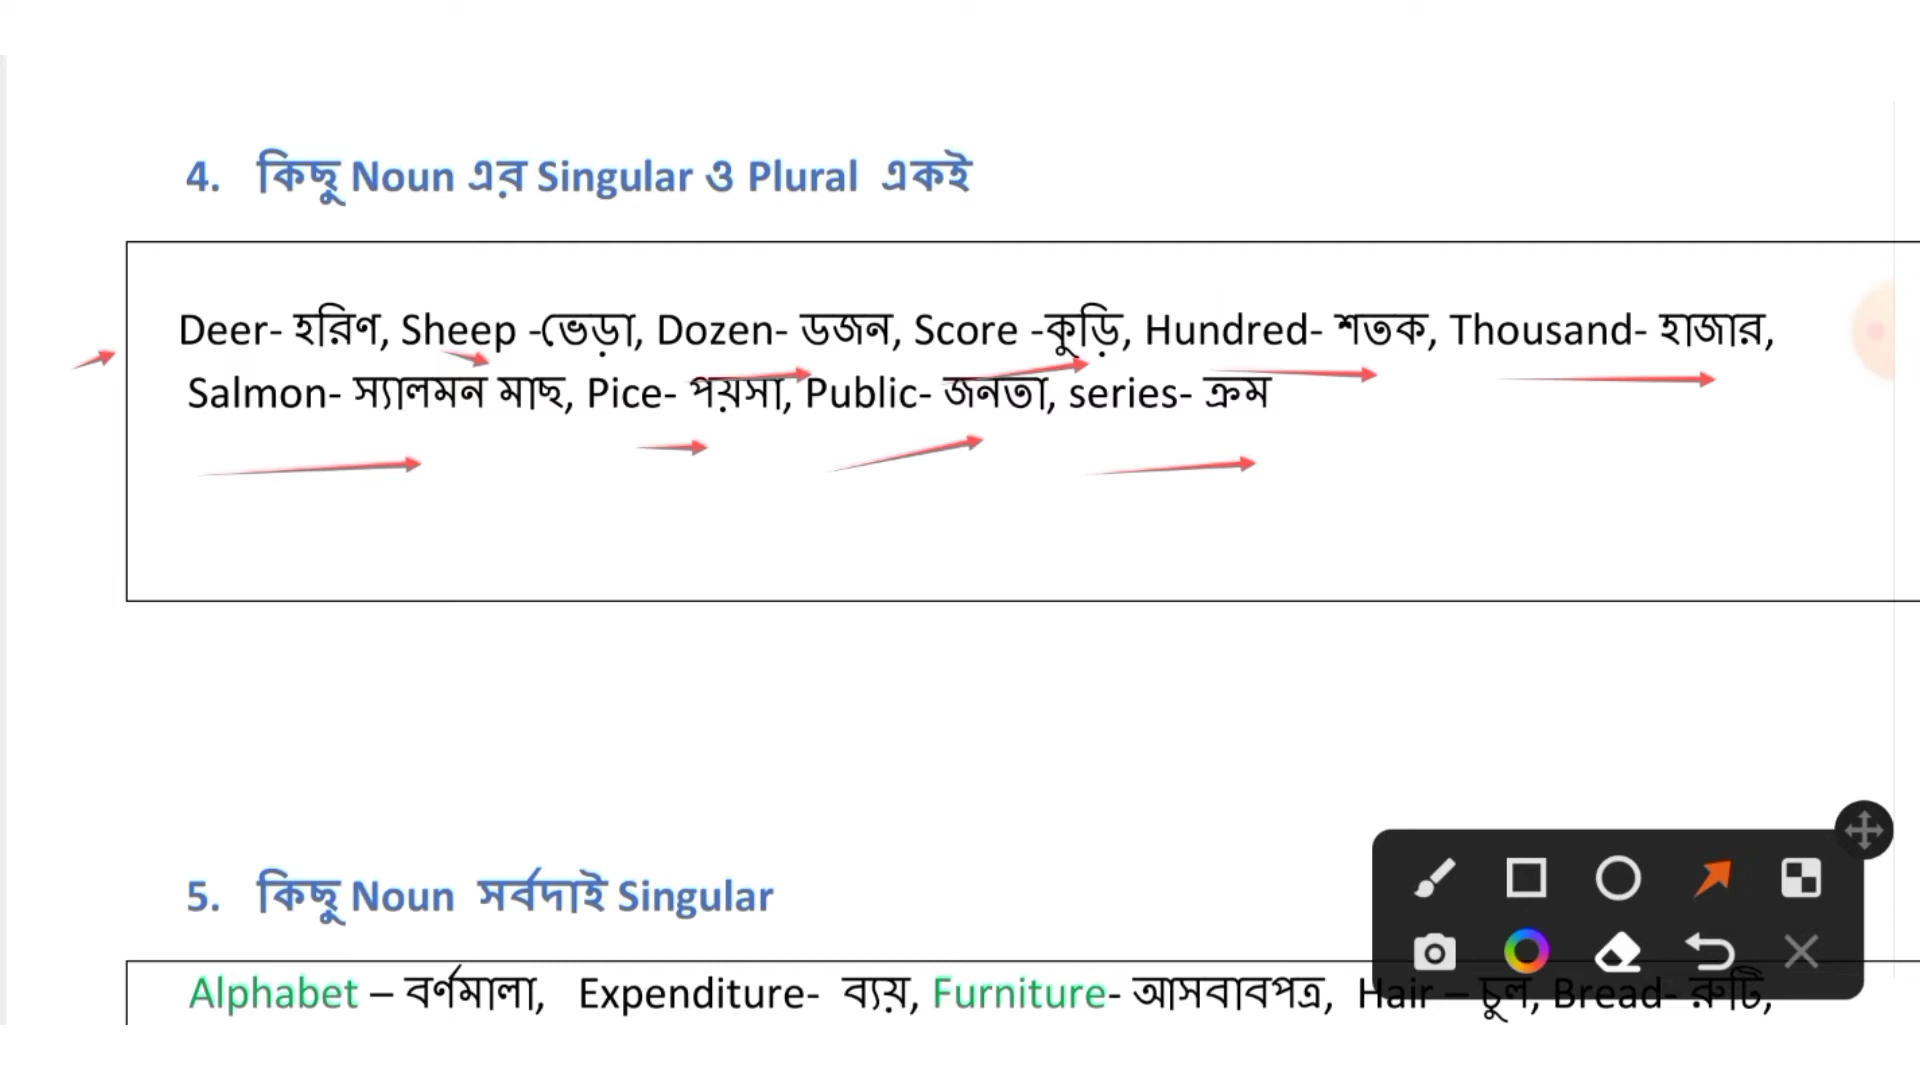 4. কিছু Noun এর Singular ও Plural একই
Deer- হরিণ, Sheep -ভেড়া, Dozen- ডজন, Score -কুড়ি, Hundred- শতক, Thousand- হাজার,
Salmon- স্যালমন মাছ, Pice- পয়সা, Public- জনতা, series- ক্রম
5. কিছু Noun সর্বদাই Singular
Alphabet – বর্ণমালা, Expenditure- ব্যয়, Furniture- আসবাবপত্র, Hair – চুল, Bread- রুটি,